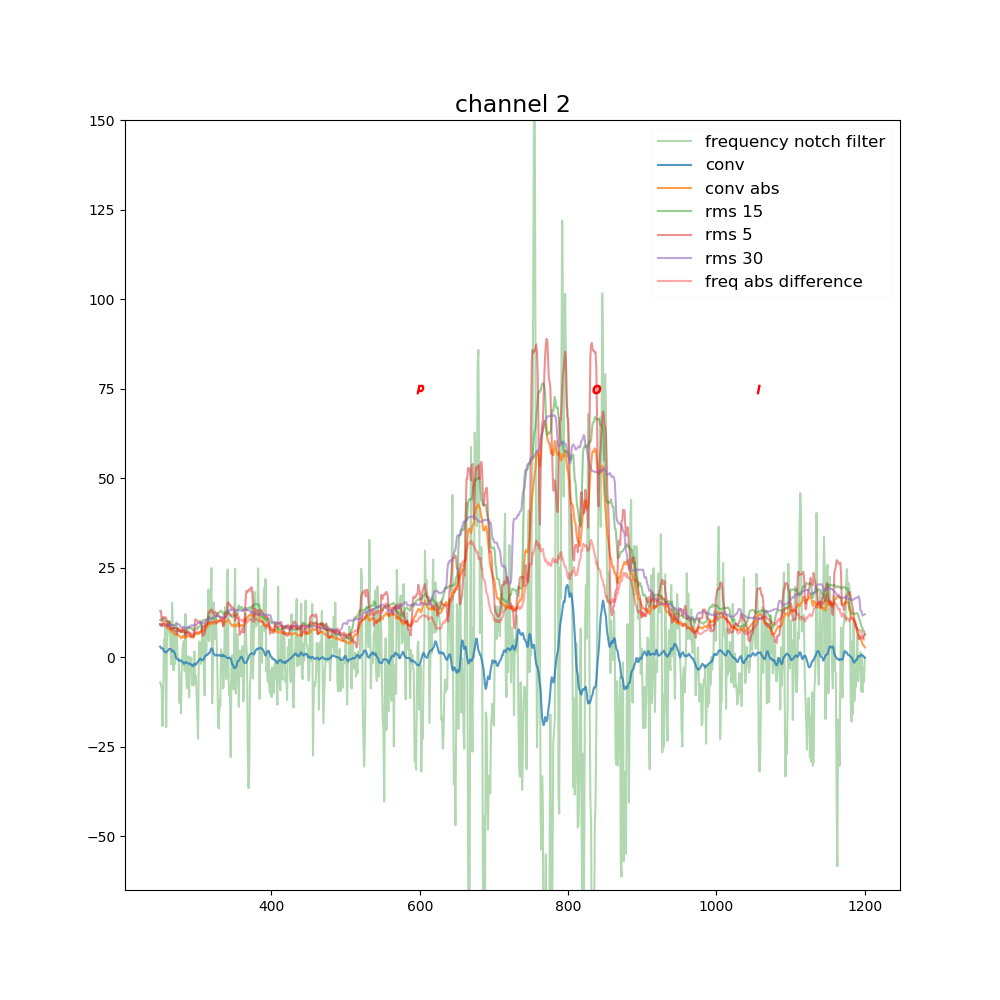 channel 2
150
125
100
75
50
25
0
−25
−50
400 600 800 1000 1200
frequency notch filter
conv
conv abs
rms 15
rms 5
rms 30
freq abs difference
p o l